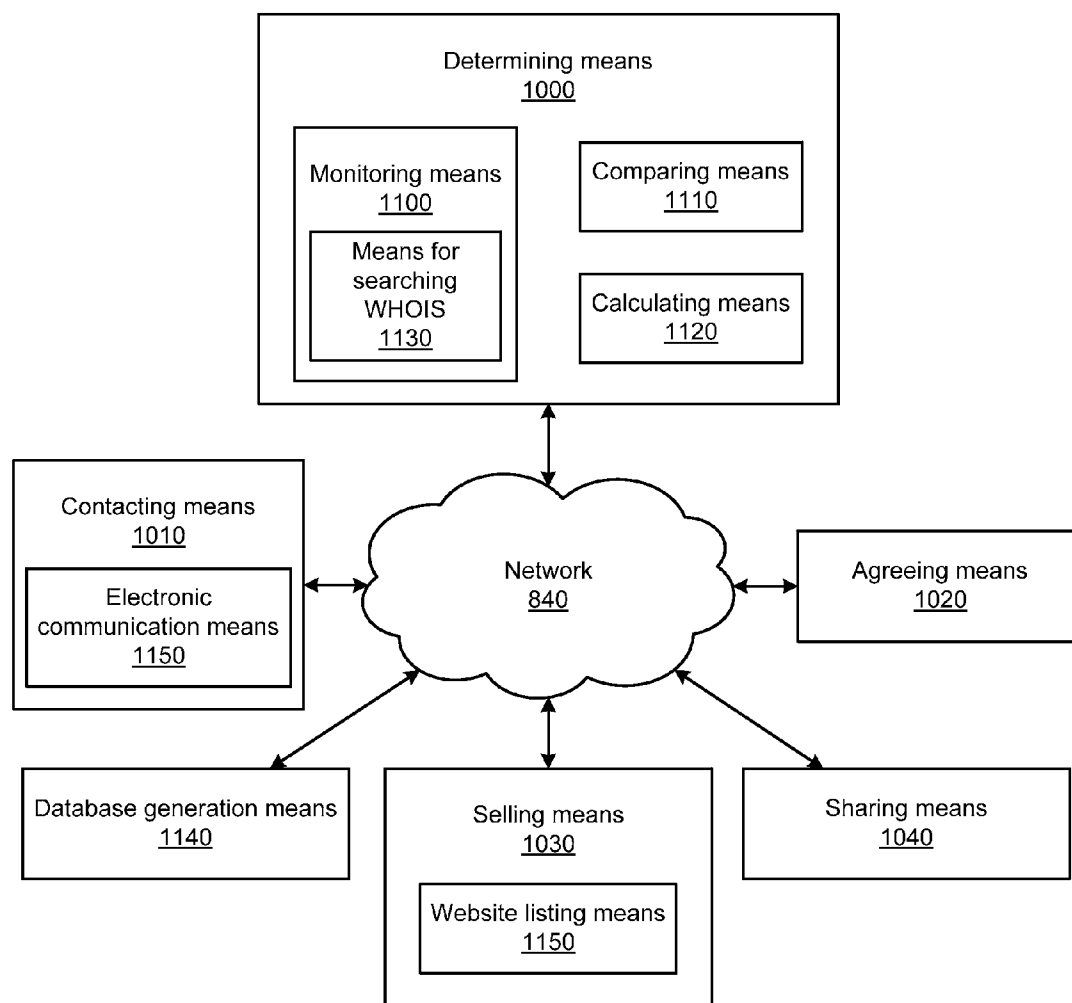 Determining means
1000
Monitoring means
1100
Means for
searching
WHOIS
1130
Comparing means
1110
Calculating means
1120
Contacting means
1010
Electronic
communication means
1150
Network
840
Agreeing means
1020
Database generation means
1140
Selling means
1030
Website listing means
1150
Sharing means
1040